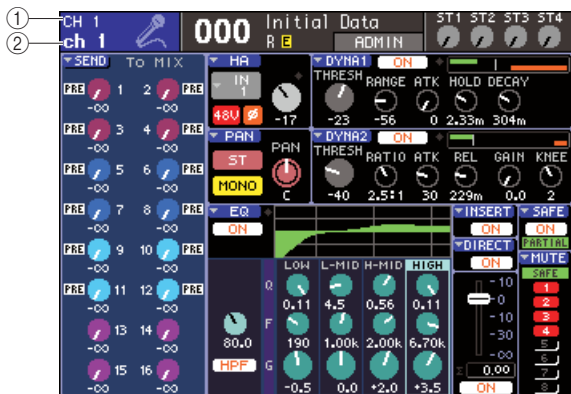 ① CH 1
② ch 1
000 Initial Data
R E ADMIN
ST1 ST2 ST3 ST4
SEND TO MIX
PRE 1 2 PRE
-∞ -∞
PRE 3 4 PRE
-∞ -∞
PRE 5 6 PRE
-∞ -∞
PRE 7 8 PRE
-∞ -∞
PRE 9 10 PRE
-∞ -∞
PRE 11 12 PRE
-∞ -∞
13 14
-∞ -∞
15 16
-∞ -∞
HA
IN
1
48V Ø
-17
PAN
ST
MONO
PAN
C
DYNA1 ON
THRESH RANGE ATK HOLD DECAY
-23 -56 0 2.33m 304m
DYNA2 ON
THRESH RATIO ATK REL GAIN KNEE
-40 2.5:1 30 229m 0.0 2
EQ
ON
LOW L-MID H-MID HIGH
Q
0.11 4.5 0.56 0.11
F
80.0 190 1.00k 2.00k 6.70k
HPF G
-0.5 0.0 +2.0 +3.5
INSERT
ON
DIRECT
ON
-10
-0
-10
-30
-∞
Σ 0.00
ON
SAFE
ON
PARTIAL
MUTE
SAFE
1
2
3
4
5
6
7
8